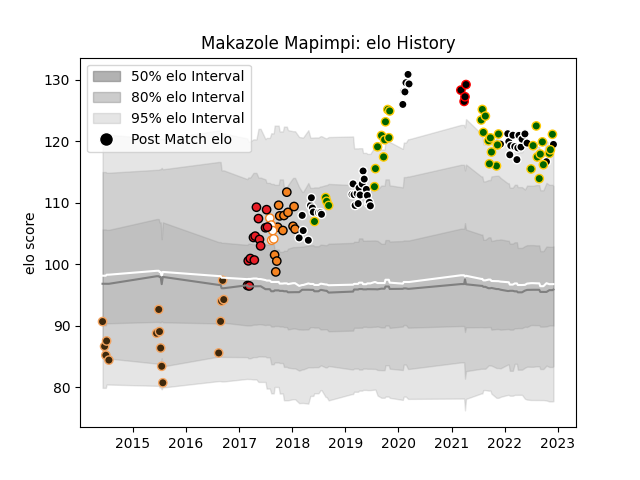 Makazole Mapimpi: elo History
50% elo Interval
80% elo Interval
95% elo Interval
Post Match elo
elo score
130
120
110
100
90
80
2015 2016 2017 2018 2019 2020 2021 2022 2023